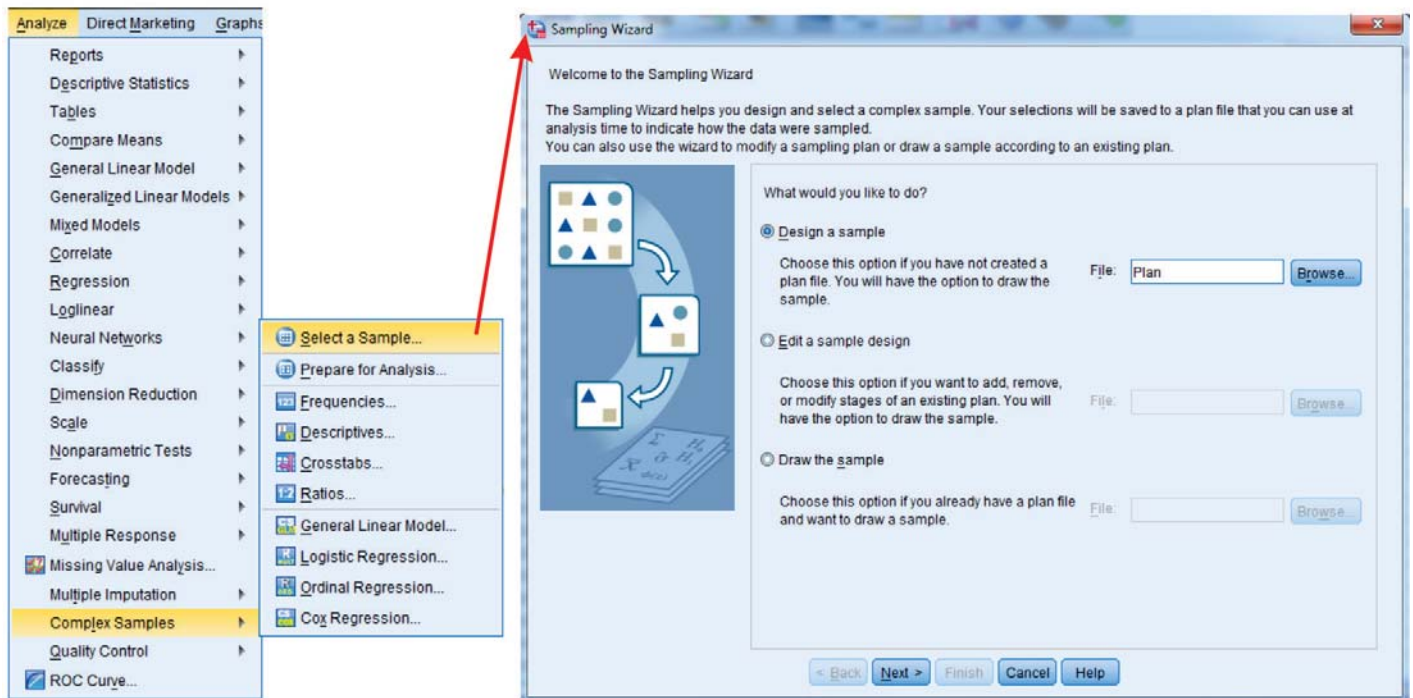 Analyze Direct Marketing Graphs
Reports
Descriptive Statistics
Tables
Compare Means
General Linear Model
Generalized Linear Models
Mixed Models
Correlate
Regression
Loglinear
Neural Networks
Classify
Dimension Reduction
Scale
Nonparametric Tests
Forecasting
Survival
Multiple Response
Missing Value Analysis...
Multiple Imputation
Complex Samples
Quality Control
ROC Curve...
Select a Sample...
Prepare for Analysis...
Frequencies...
Descriptives...
Crosstabs...
Ratios...
General Linear Model...
Logistic Regression...
Ordinal Regression...
Cox Regression...
Sampling Wizard
Welcome to the Sampling Wizard
The Sampling Wizard helps you design and select a complex sample. Your selections will be saved to a plan file that you can use at
analysis time to indicate how the data were sampled.
You can also use the wizard to modify a sampling plan or draw a sample according to an existing plan.
What would you like to do?
Design a sample
Choose this option if you have not created a
plan file. You will have the option to draw the
sample.
File: Plan Browse...
Edit a sample design
Choose this option if you want to add, remove,
or modify stages of an existing plan. You will
have the option to draw the sample.
File: Browse...
Draw the sample
Choose this option if you already have a plan file
and want to draw a sample.
File: Browse...
< Back Next > Finish Cancel Help